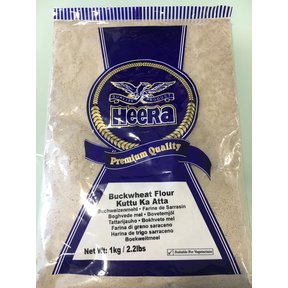 HEERA
Premium Quality
Buckwheat Flour
Kuttu Ka Atta
Buchweizenmehl - Farine de Sarrasin
Boghvede mel - Bovetemjöl
Tattarijauho - Bokhvete mel
Farina di grano saraceno
Harina de trigo sarraceno
Boekweitmeel
Net Wt: 1kg / 2.2lbs
Suitable For Vegetarians